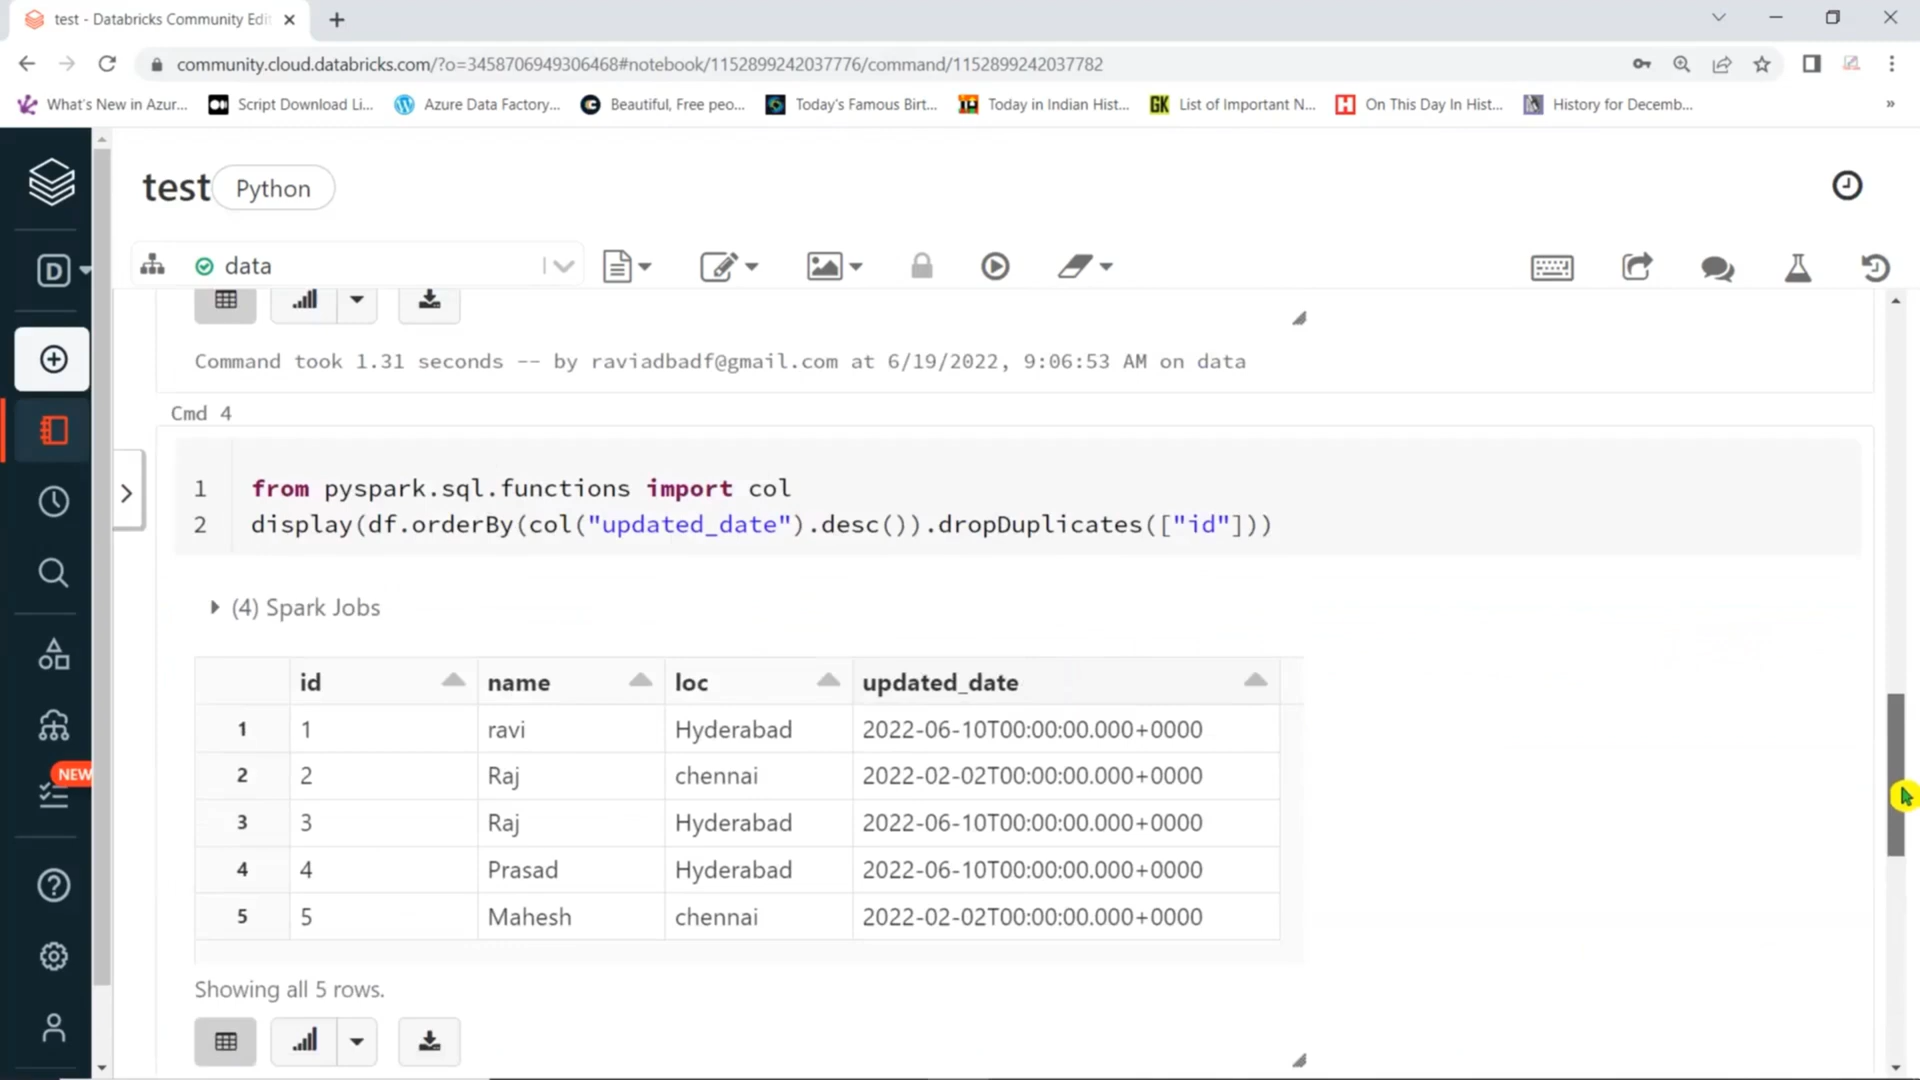 test - Databricks Community Edi
community.cloud.databricks.com/?o=3458706949306468#notebook/1152899242037776/command/1152899242037782
What's New in Azur... Script Download Li... Azure Data Factory... Beautiful, Free peo... Today's Famous Birt... TH Today in Indian Hist... GK List of Important N... H On This Day In Hist... History for Decemb... »
test Python
D data
Command took 1.31 seconds -- by raviadbadf@gmail.com at 6/19/2022, 9:06:53 AM on data
Cmd 4
1 from pyspark.sql.functions import col
2 display(df.orderBy(col("updated_date").desc()).dropDuplicates(["id"]))
(4) Spark Jobs
id name loc updated_date
1 1 ravi Hyderabad 2022-06-10T00:00:00.000+0000
2 2 Raj chennai 2022-02-02T00:00:00.000+0000
NEW
3 3 Raj Hyderabad 2022-06-10T00:00:00.000+0000
4 4 Prasad Hyderabad 2022-06-10T00:00:00.000+0000
5 5 Mahesh chennai 2022-02-02T00:00:00.000+0000
Showing all 5 rows.